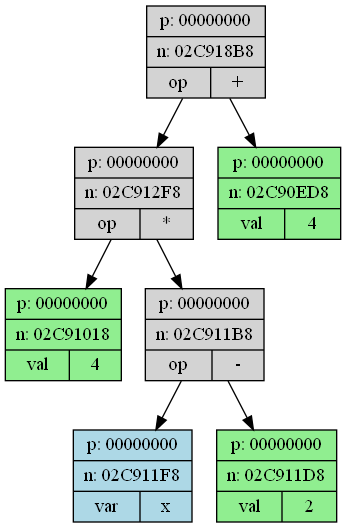 p: 00000000
n: 02C918B8
op +
p: 00000000
n: 02C912F8
op *
p: 00000000
n: 02C90ED8
val 4
p: 00000000
n: 02C91018
val 4
p: 00000000
n: 02C911B8
op -
p: 00000000
n: 02C911F8
var x
p: 00000000
n: 02C911D8
val 2